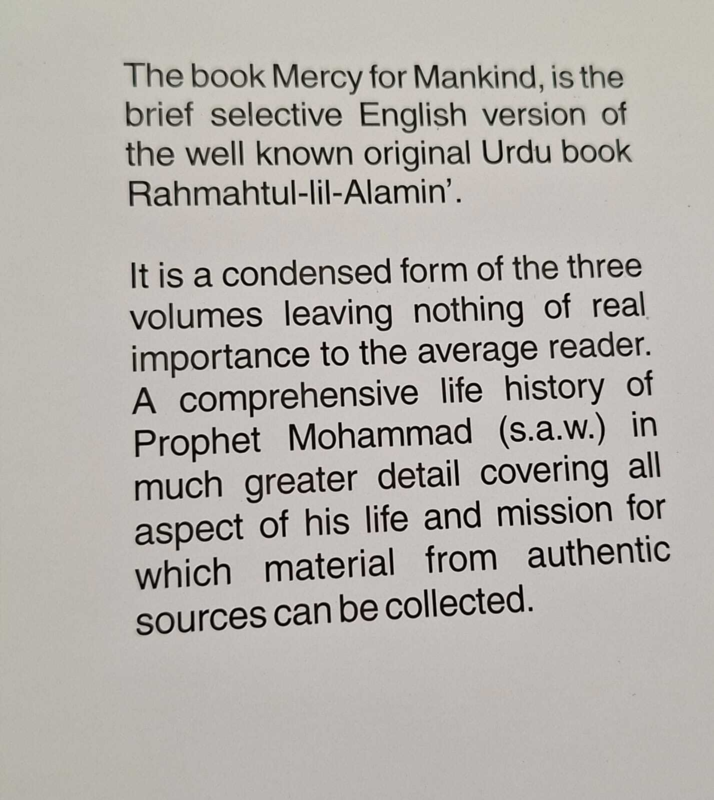 The book Mercy for Mankind, is the
brief selective English version of
the well known original Urdu book
Rahmahtul-lil-Alamin’.
It is a condensed form of the three
volumes leaving nothing of real
importance to the average reader.
A comprehensive life history of
Prophet Mohammad (s.a.w.) in
much greater detail covering all
aspect of his life and mission for
which material from authentic
sources can be collected.